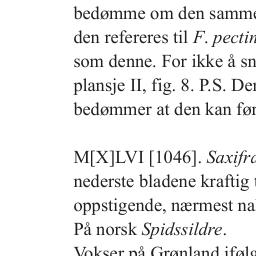 bedømme om den samme
den refereres til F. pectin
som denne. For ikke å sn
plansje II, fig. 8. P.S. De
bedømmer at den kan før
M[X]LVI [1046]. Saxifra
nederste bladene kraftig
oppstigende, nærmest na
På norsk Spidssildre.
Vokser på Grønland ifølg